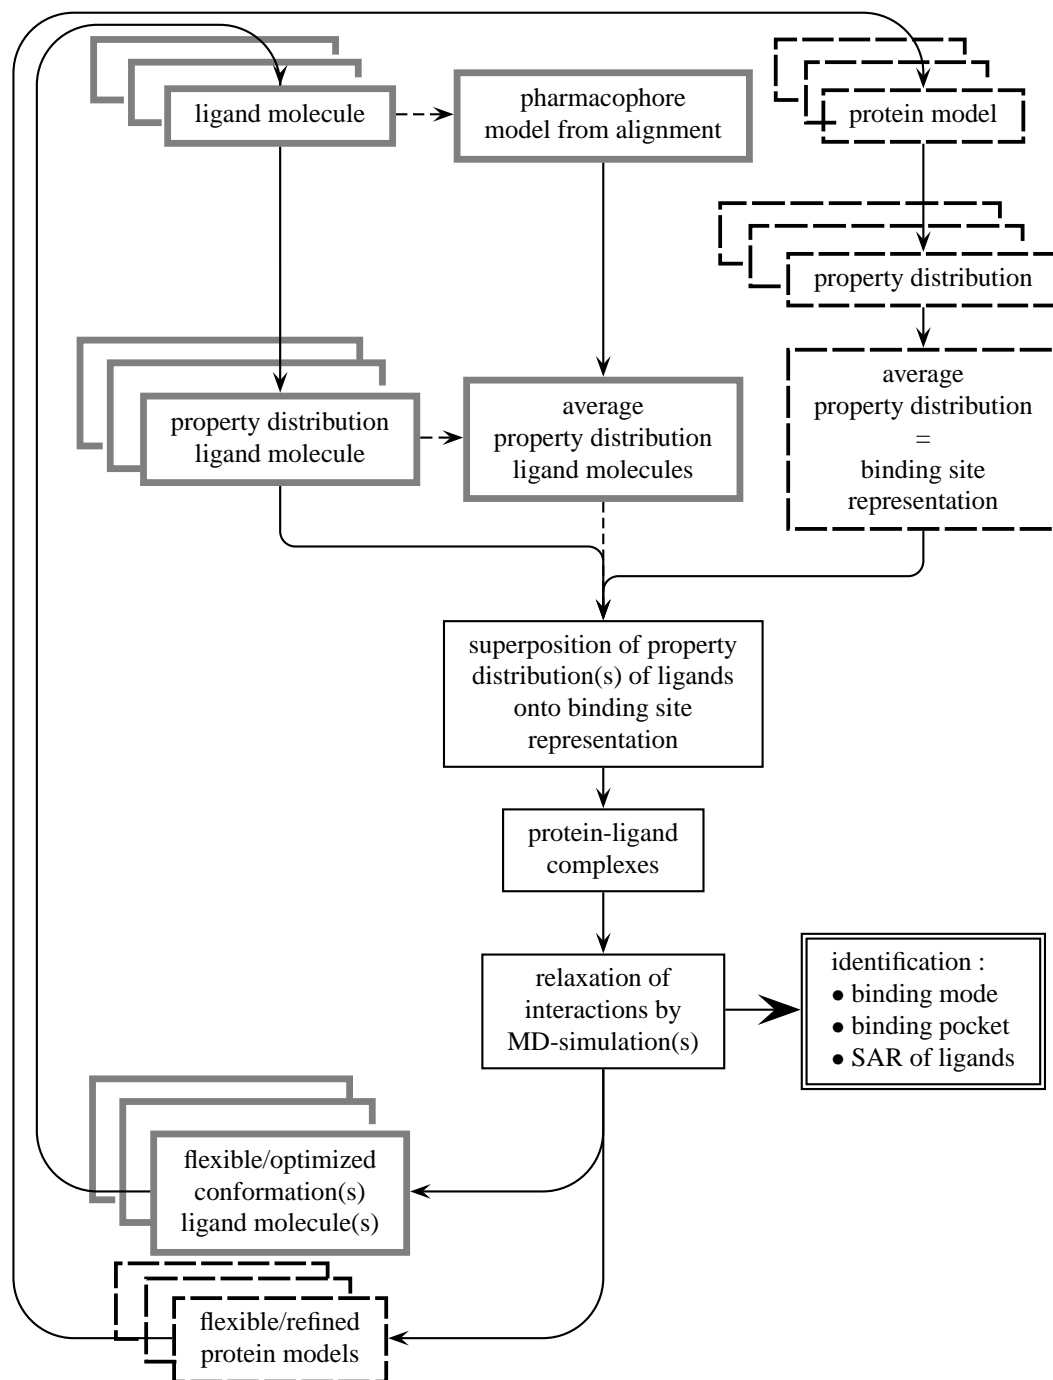 ligand molecule
pharmacophore
model from alignment
protein model
property distribution
property distribution
ligand molecule
average
property distribution
ligand molecules
average
property distribution
=
binding site
representation
superposition of property
distribution(s) of ligands
onto binding site
representation
protein-ligand
complexes
relaxation of
interactions by
MD-simulation(s)
identification :
● binding mode
● binding pocket
● SAR of ligands
flexible/optimized
conformation(s)
ligand molecule(s)
flexible/refined
protein models